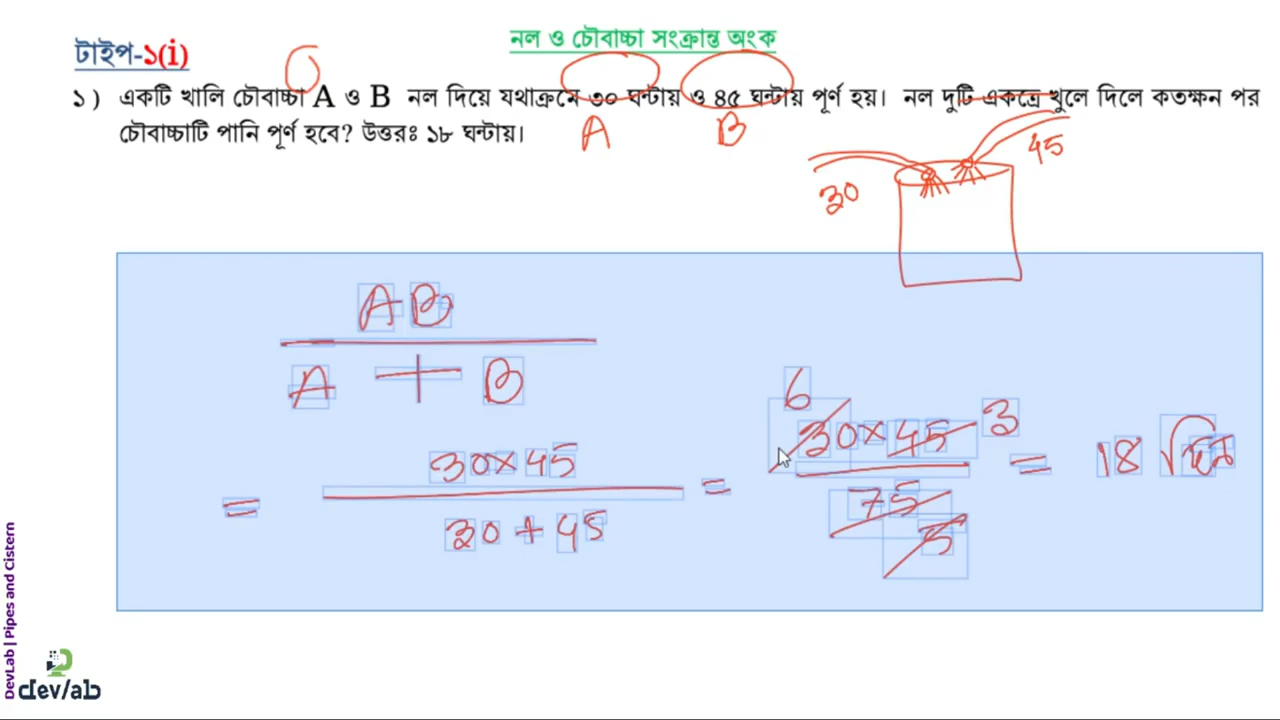 নল ও চৌবাচ্চা সংক্রান্ত অংক
টাইপ-১(i)
১) একটি খালি চৌবাচ্চা A ও B নল দিয়ে যথাক্রমে ৩০ ঘন্টায় ও ৪৫ ঘন্টায় পূর্ণ হয়। নল দুটি একত্রে খুলে দিলে কতক্ষন পর
চৌবাচ্চাটি পানি পূর্ণ হবে? উত্তরঃ ১৮ ঘন্টায়।
A B
30 45
AB
A + B
= 30×45
30 + 45
= 6 30×45 3
75
5
= 18 দিন
DevLab | Pipes and Cistern
dev/ab